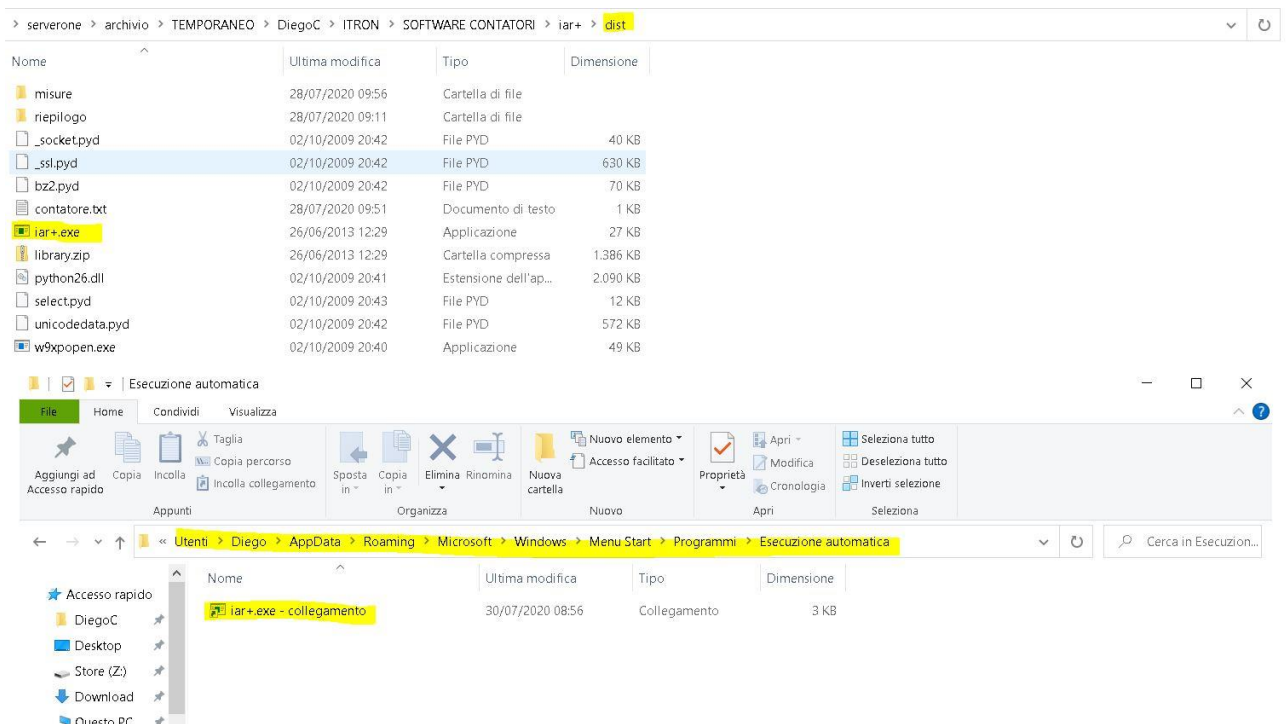 > serverone > archivio > TEMPORANEO > DiegoC > ITRON > SOFTWARE CONTATORI > iar+ > dist
Nome Ultima modifica Tipo Dimensione
misure 28/07/2020 09:56 Cartella di file
riepilogo 28/07/2020 09:11 Cartella di file
_socket.pyd 02/10/2009 20:42 File PYD 40 KB
_ssl.pyd 02/10/2009 20:42 File PYD 630 KB
bz2.pyd 02/10/2009 20:42 File PYD 70 KB
contatore.txt 28/07/2020 09:51 Documento di testo 1 KB
iar+.exe 26/06/2013 12:29 Applicazione 27 KB
library.zip 26/06/2013 12:29 Cartella compressa 1.386 KB
python26.dll 02/10/2009 20:41 Estensione dell'ap... 2.090 KB
select.pyd 02/10/2009 20:43 File PYD 12 KB
unicodedata.pyd 02/10/2009 20:42 File PYD 572 KB
w9xpopen.exe 02/10/2009 20:40 Applicazione 49 KB
Esecuzione automatica
File Home Condividi Visualizza
Aggiungi ad Accesso rapido
Copia
Incolla
Taglia
Copia percorso
Incolla collegamento
Appunti
Sposta in
Copia in
Elimina
Rinomina
Organizza
Nuova cartella
Nuovo elemento
Accesso facilitato
Nuovo
Proprietà
Apri
Modifica
Cronologia
Apri
Seleziona tutto
Deseleziona tutto
Inverti selezione
Seleziona
« Utenti > Diego > AppData > Roaming > Microsoft > Windows > Menu Start > Programmi > Esecuzione automatica
Cerca in Esecuzion...
Accesso rapido
DiegoC
Desktop
Store (Z:)
Download
Questo PC
Nome Ultima modifica Tipo Dimensione
iar+.exe - collegamento 30/07/2020 08:56 Collegamento 3 KB